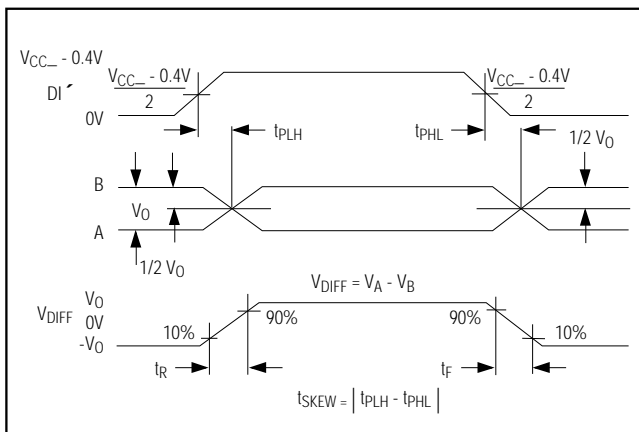 VCC_ - 0.4V
DI´
0V
VCC_ - 0.4V
2
VCC_ - 0.4V
2
tPLH
tPHL
1/2 VO
B
VO
A
1/2 VO
VDIFF = VA - VB
VDIFF
VO
0V
-VO
10%
90%
90%
10%
tR
tF
tSKEW = | tPLH - tPHL |